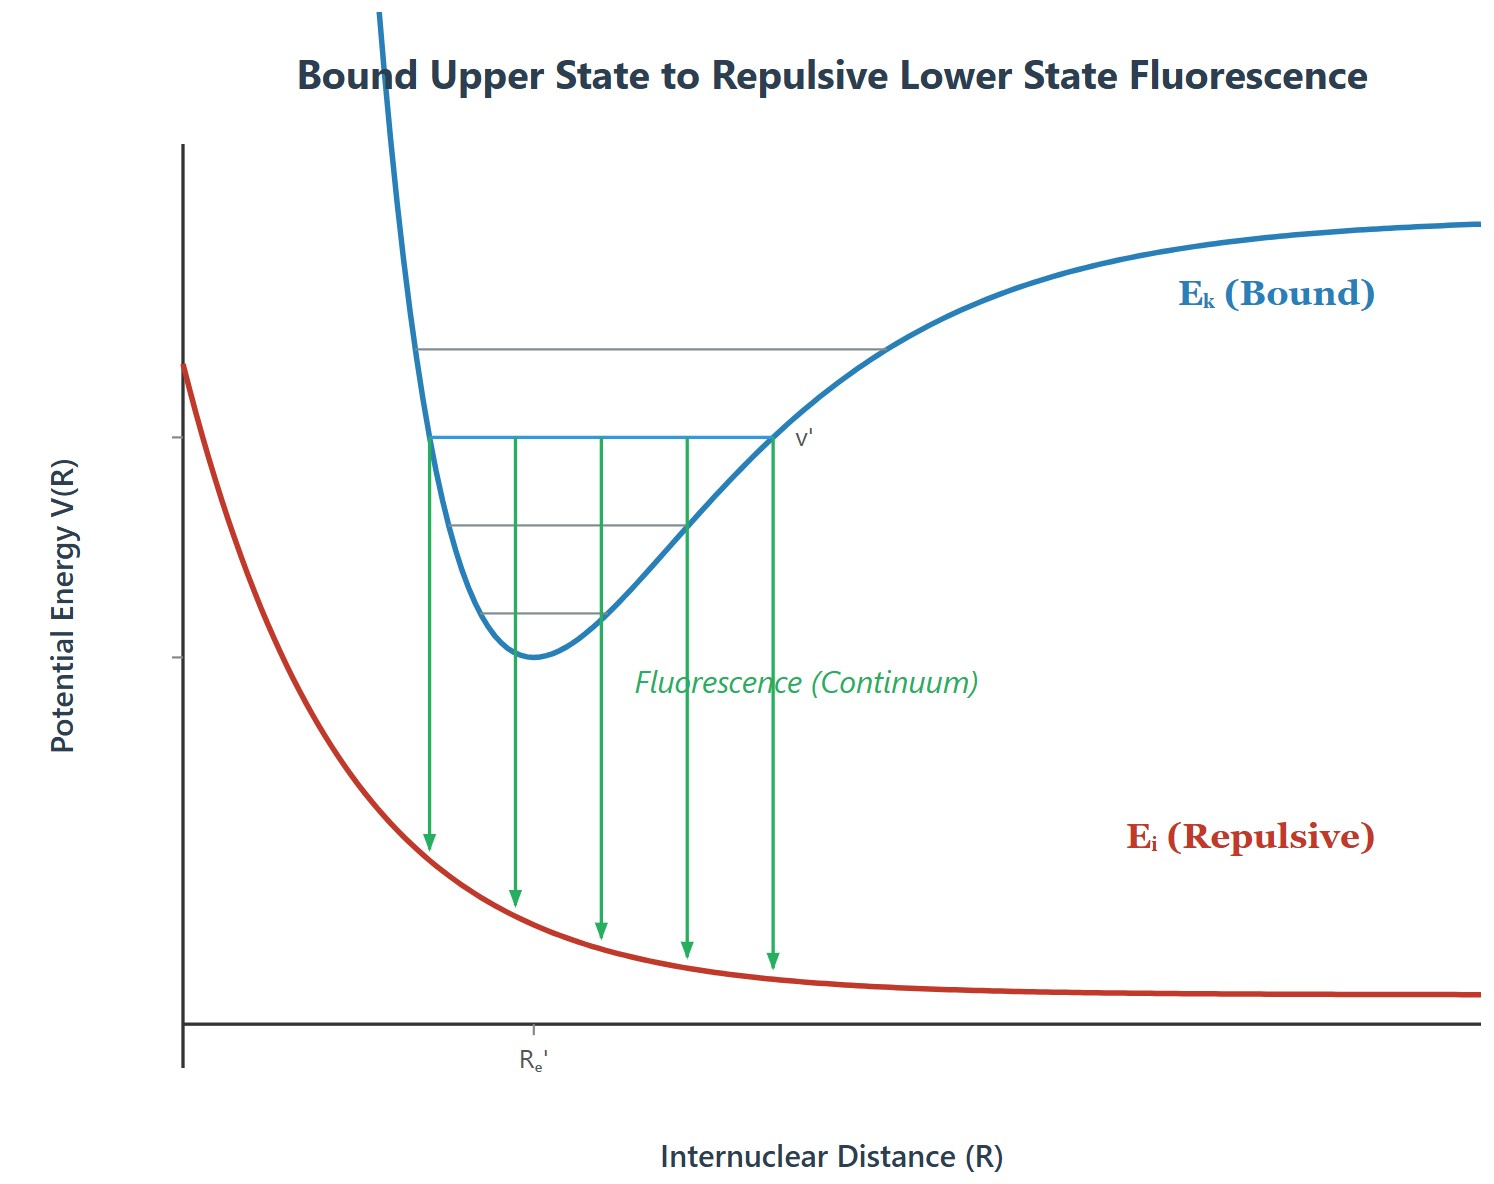 Bound Upper State to Repulsive Lower State Fluorescence
Eₖ (Bound)
v'
Potential Energy V(R)
Fluorescence (Continuum)
Eᵢ (Repulsive)
Rₑ'
Internuclear Distance (R)